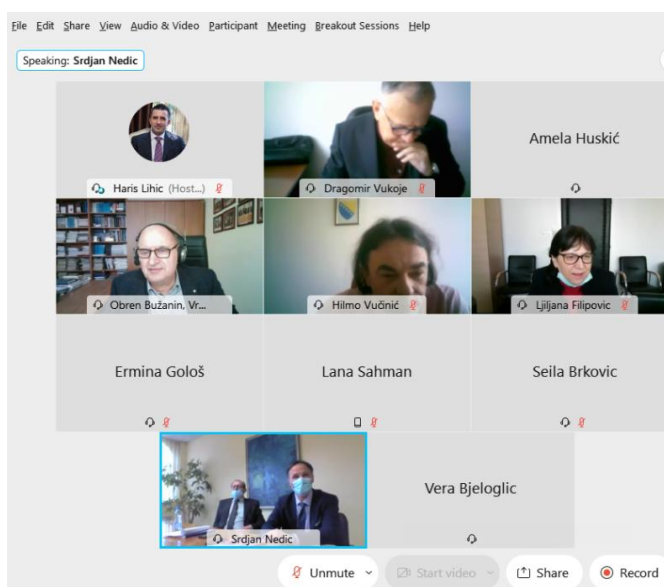 File Edit Share View Audio & Video Participant Meeting Breakout Sessions Help
Speaking: Srdjan Nedic
Haris Lihic (Host...)
Dragomir Vukoje
Amela Huskić
Obren Bužanin, Vr...
Hilmo Vučinić
Ljiljana Filipovic
Ermina Gološ
Lana Sahman
Seila Brkovic
Srdjan Nedic
Vera Bjeloglic
Unmute
Start video
Share
Record